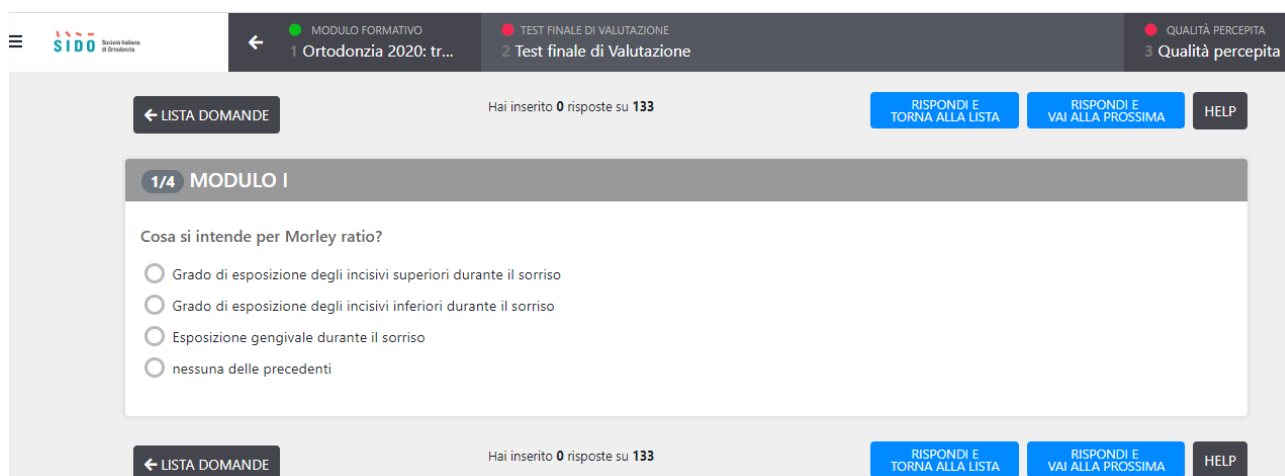 SIDO Società Italiana
di Ortodonzia
MODULO FORMATIVO
1 Ortodonzia 2020: tr...
TEST FINALE DI VALUTAZIONE
2 Test finale di Valutazione
QUALITÀ PERCEPITA
3 Qualità percepita
LISTA DOMANDE
Hai inserito 0 risposte su 133
RISPONDI E
TORNA ALLA LISTA
RISPONDI E
VAI ALLA PROSSIMA
HELP
1/4 MODULO I
Cosa si intende per Morley ratio?
Grado di esposizione degli incisivi superiori durante il sorriso
Grado di esposizione degli incisivi inferiori durante il sorriso
Esposizione gengivale durante il sorriso
nessuna delle precedenti
LISTA DOMANDE
Hai inserito 0 risposte su 133
RISPONDI E
TORNA ALLA LISTA
RISPONDI E
VAI ALLA PROSSIMA
HELP